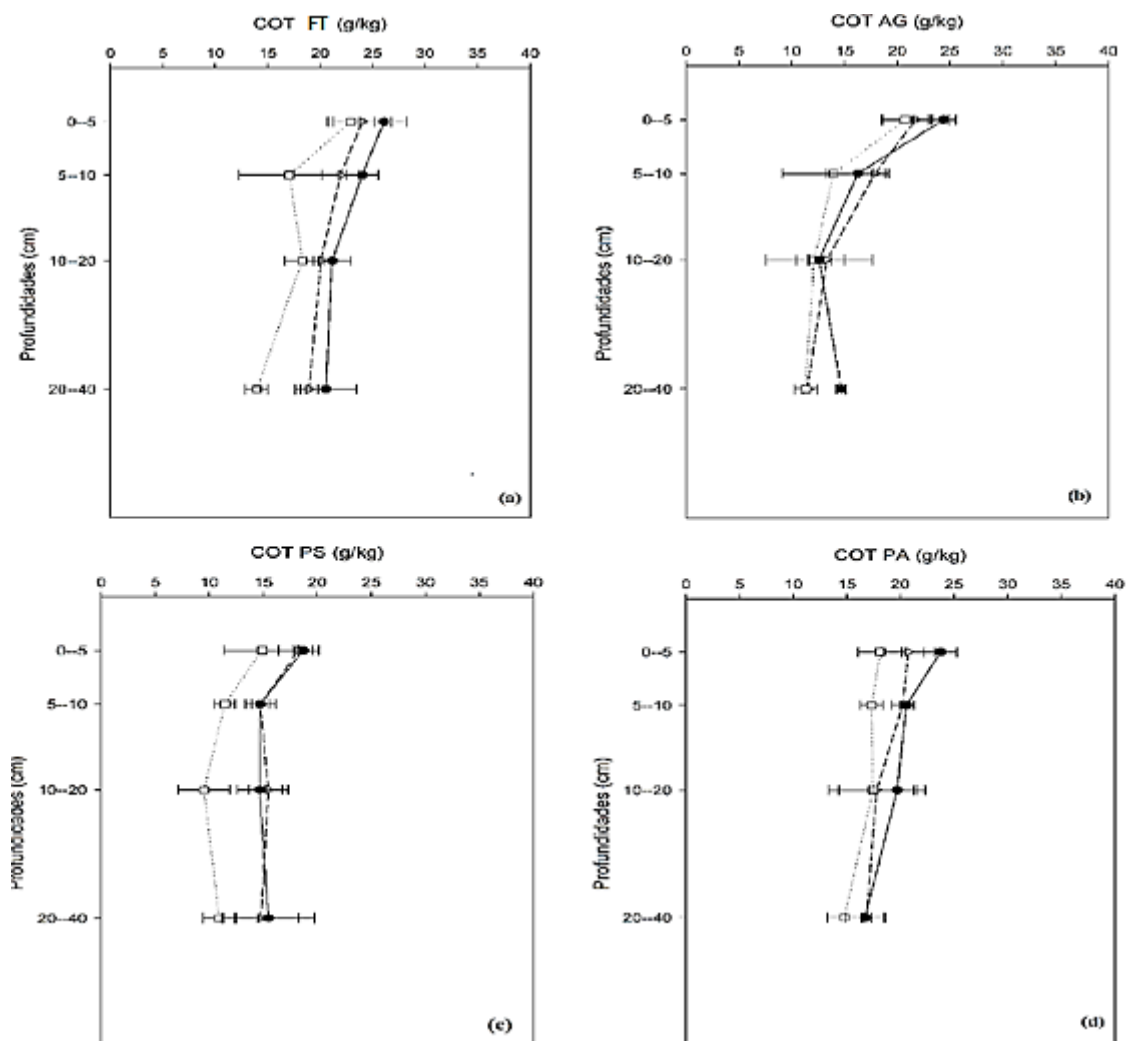 COT FT (g/kg)
0 5 10 15 20 25 30 35 40
Profundidades (cm)
0--5
5--10
10--20
20--40
(a)
COT AG (g/kg)
0 5 10 15 20 25 30 35 40
Profundidades (cm)
0--5
5--10
10--20
20--40
(b)
COT PS (g/kg)
0 5 10 15 20 25 30 35 40
Profundidades (cm)
0--5
5--10
10--20
20--40
(c)
COT PA (g/kg)
0 5 10 15 20 25 30 35 40
Profundidades (cm)
0--5
5--10
10--20
20--40
(d)